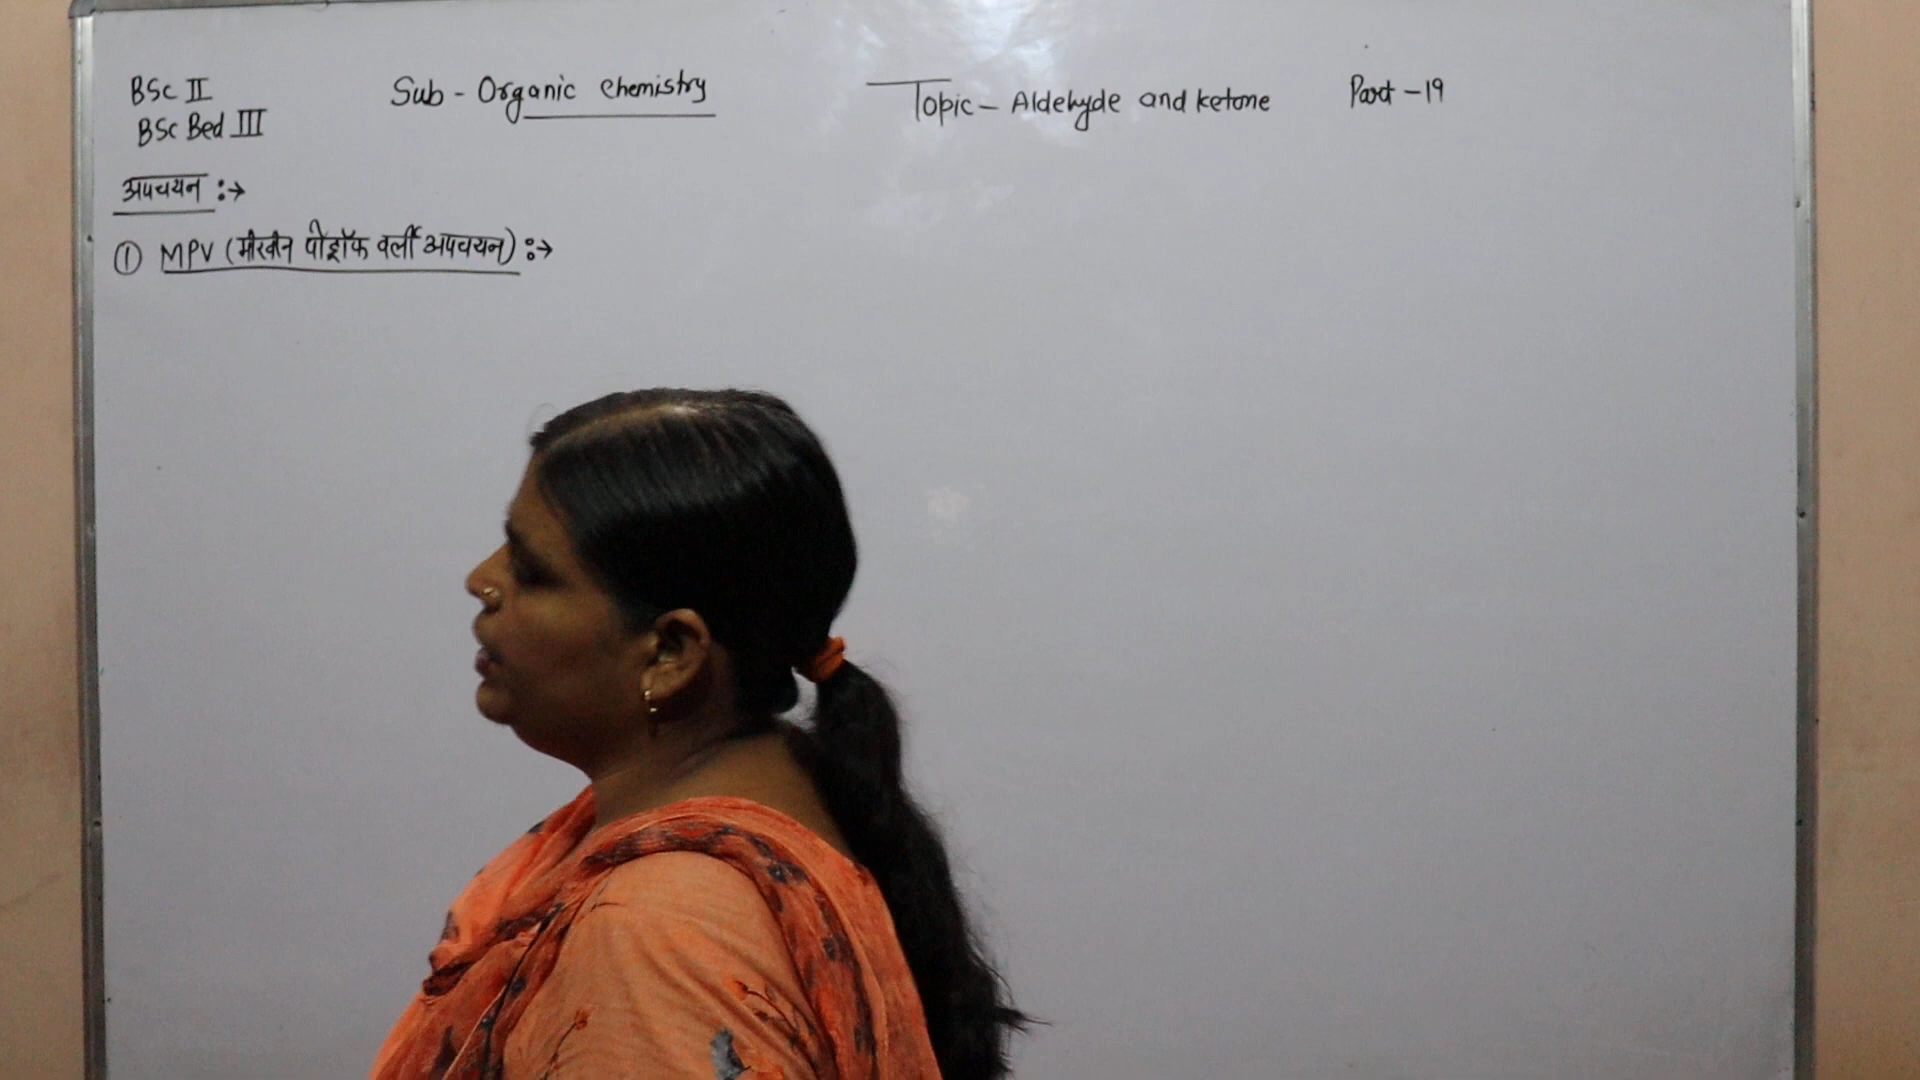 BSc II Sub - Organic chemistry Topic - Aldehyde and ketone Part - 19
BSc Bed III
अपचयन :→
① MPV (मीरवीन पोंड्रॉफ वर्ली अपचयन) :→